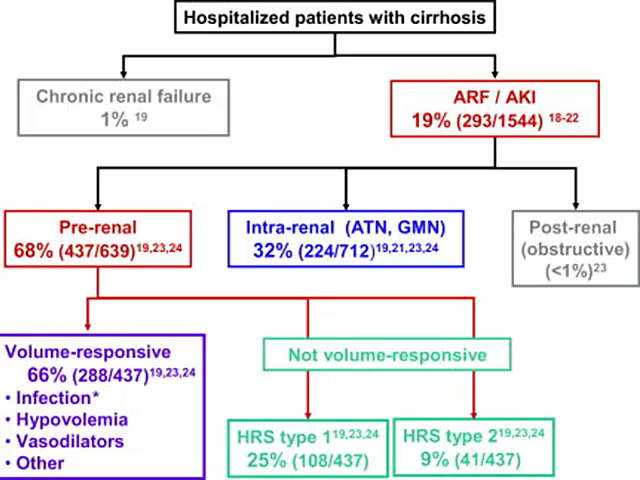 Hospitalized patients with cirrhosis
Chronic renal failure
1% 19
ARF / AKI
19% (293/1544) 18-22
Pre-renal
68% (437/639)19,23,24
Intra-renal (ATN, GMN)
32% (224/712)19,21,23,24
Post-renal
(obstructive)
(<1%)23
Volume-responsive
66% (288/437)19,23,24
• Infection*
• Hypovolemia
• Vasodilators
• Other
Not volume-responsive
HRS type 119,23,24
25% (108/437)
HRS type 219,23,24
9% (41/437)